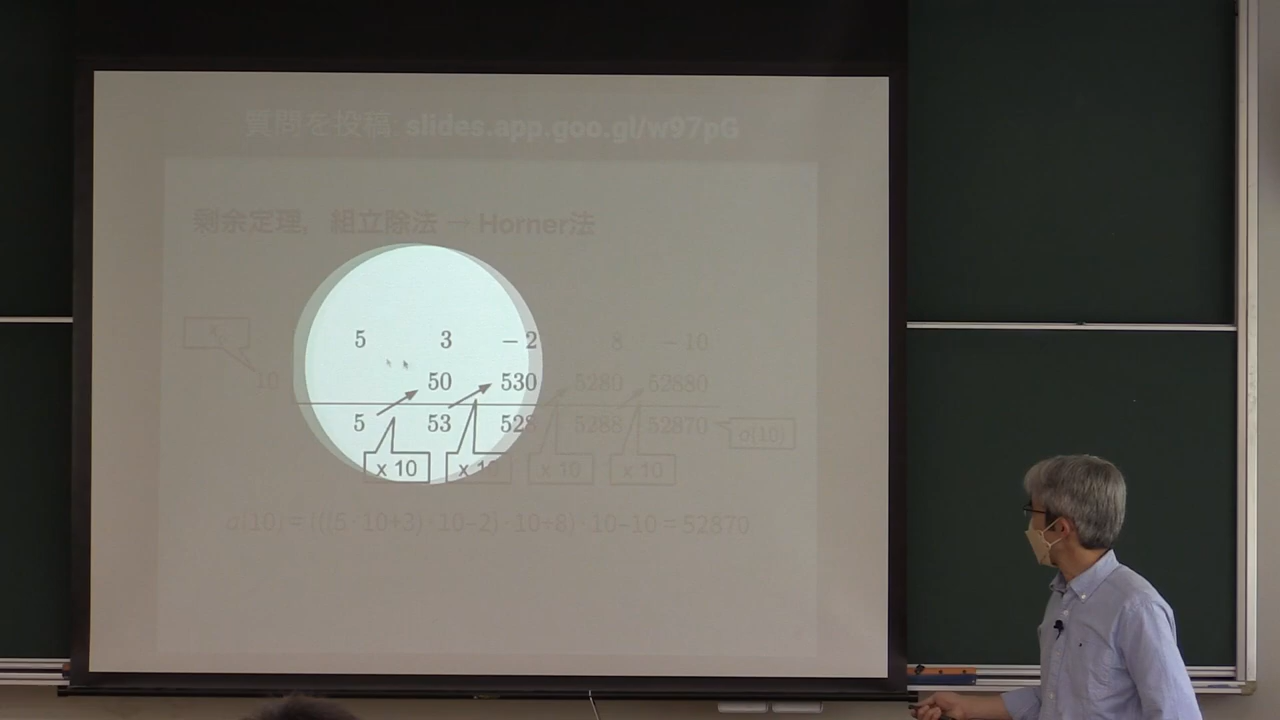 質問を投稿 slides.app.goo.gl/w97pG
剰余定理，組立除法 → Horner法
x
5 3 −2 8 −10
10 50 530 5280 52880
5 53 528 5288 52870 a(10)
x 10 x 10 x 10 x 10
a(10) = (((5·10+3)·10−2)·10+8)·10−10 = 52870